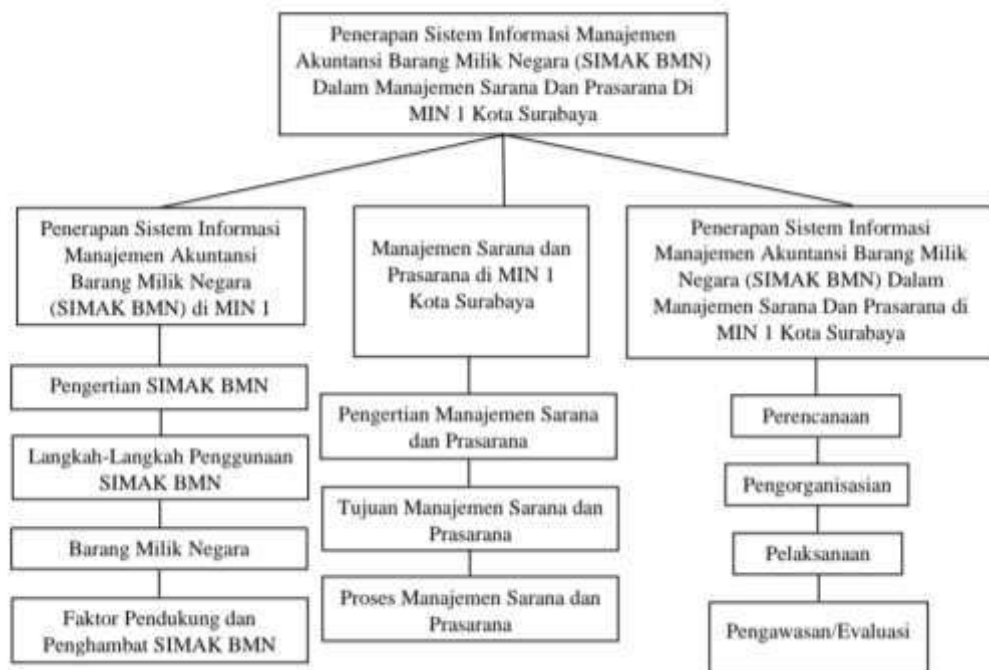 Penerapan Sistem Informasi Manajemen
Akuntansi Barang Milik Negara (SIMAK BMN)
Dalam Manajemen Sarana Dan Prasarana Di
MIN 1 Kota Surabaya
Penerapan Sistem Informasi
Manajemen Akuntansi
Barang Milik Negara
(SIMAK BMN) di MIN 1
Pengertian SIMAK BMN
Langkah-Langkah Penggunaan
SIMAK BMN
Barang Milik Negara
Faktor Pendukung dan
Penghambat SIMAK BMN
Manajemen Sarana dan
Prasarana di MIN 1
Kota Surabaya
Pengertian Manajemen Sarana
dan Prasarana
Tujuan Manajemen Sarana dan
Prasarana
Proses Manajemen Sarana dan
Prasarana
Penerapan Sistem Informasi
Manajemen Akuntansi Barang Milik
Negara (SIMAK BMN) Dalam
Manajemen Sarana Dan Prasarana di
MIN 1 Kota Surabaya
Perencanaan
Pengorganisasian
Pelaksanaan
Pengawasan/Evaluasi